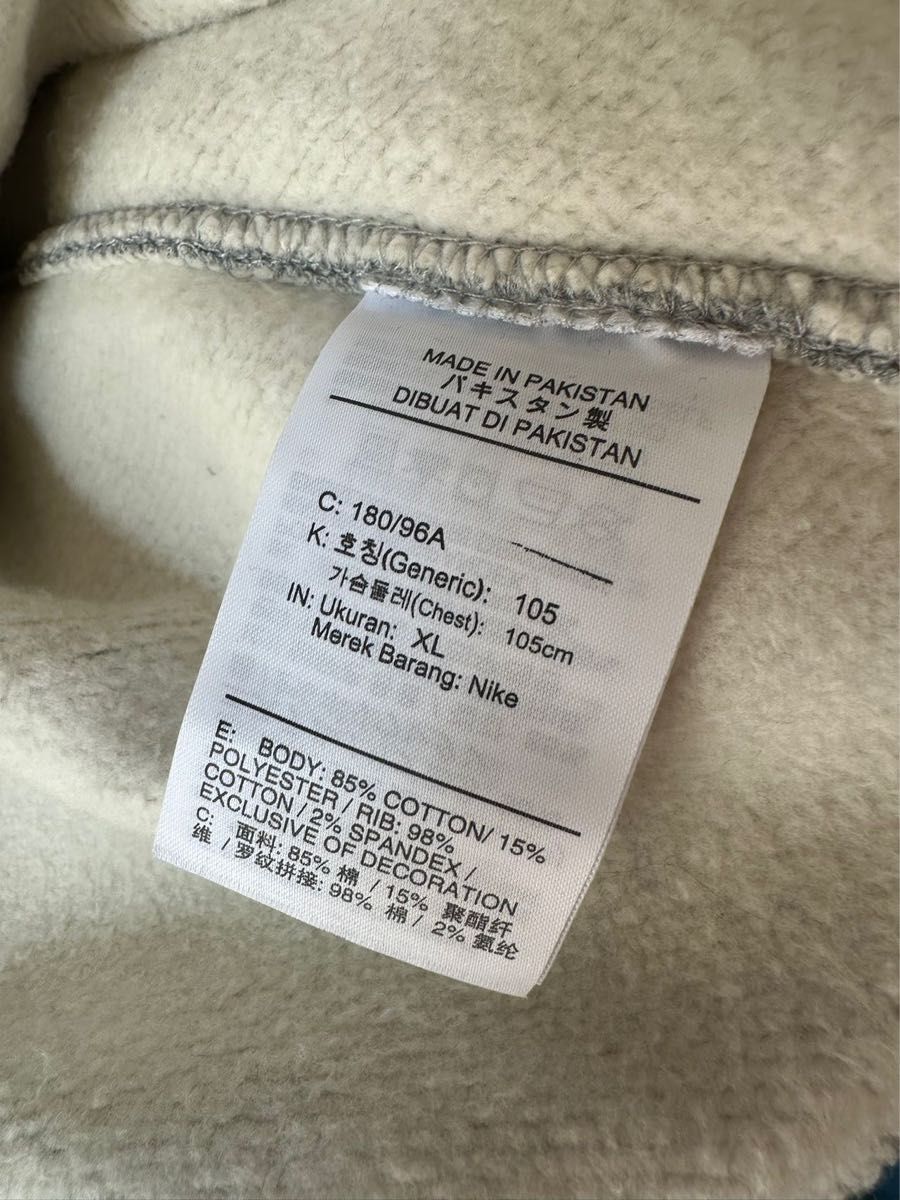 MADE IN PAKISTAN
パキスタン製
DIBUAT DI PAKISTAN
C: 180/96A
K: 호칭(Generic): 105
가슴둘레(Chest): 105cm
IN: Ukuran: XL
Merek Barang: Nike
E: BODY: 85% COTTON/ 15%
POLYESTER / RIB: 98%
COTTON / 2% SPANDEX /
EXCLUSIVE OF DECORATION
C: 面料: 85% 棉 / 15% 聚酯纤
维 / 罗纹拼接: 98% 棉 / 2% 氨纶